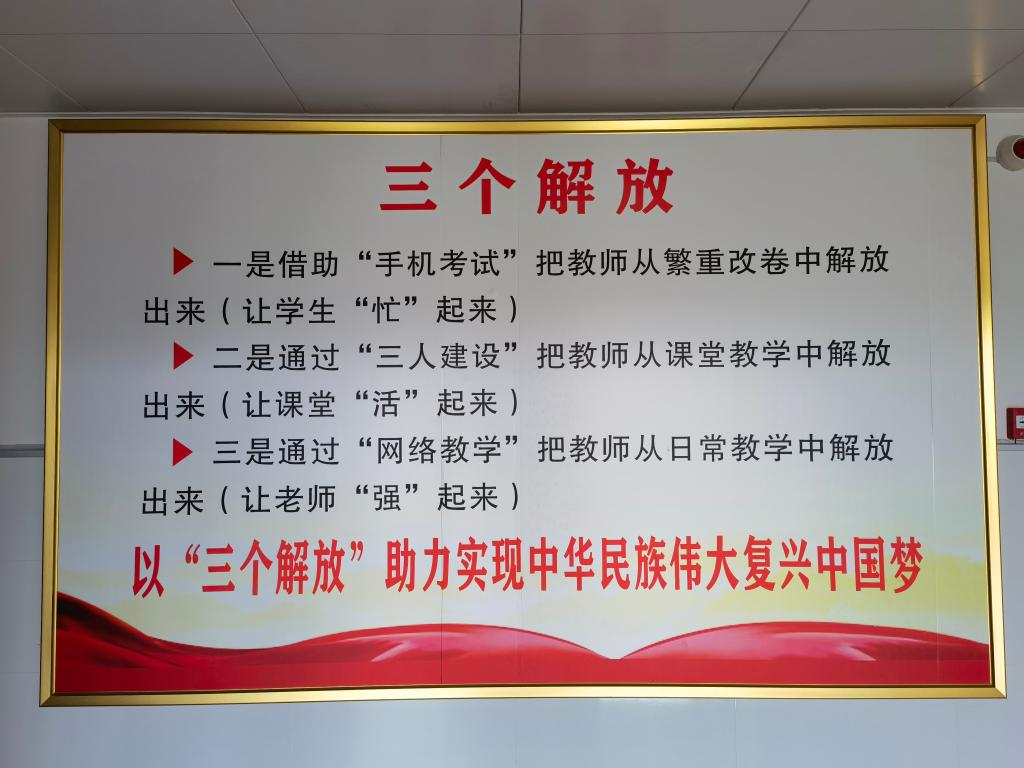 三个解放
一是借助“手机考试”把教师从繁重改卷中解放
出来（让学生“忙”起来）
二是通过“三人建设”把教师从课堂教学中解放
出来（让课堂“活”起来）
三是通过“网络教学”把教师从日常教学中解放
出来（让老师“强”起来）
以“三个解放”助力实现中华民族伟大复兴中国梦